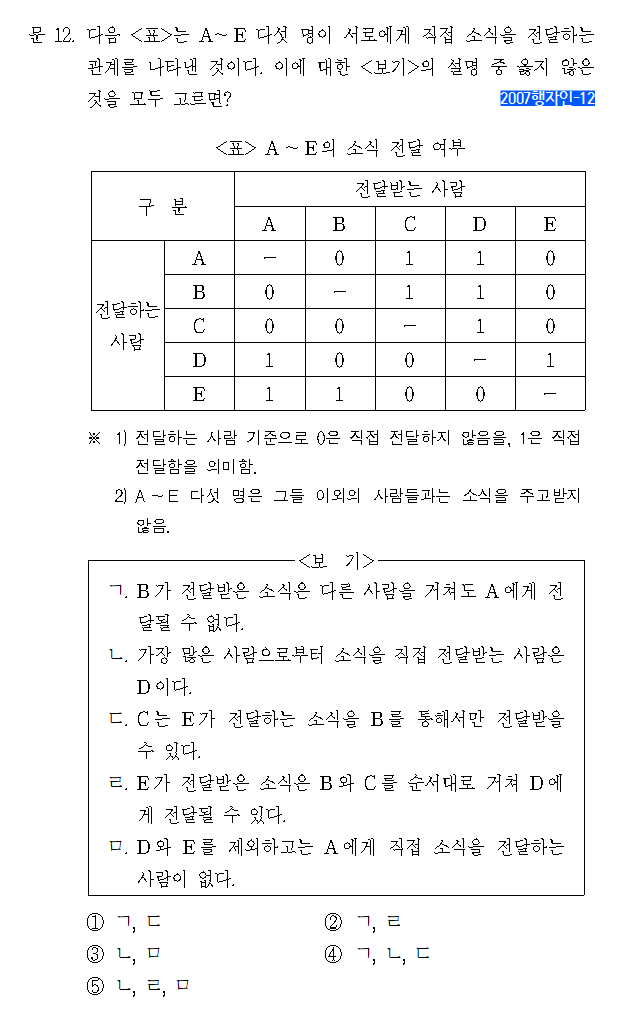 문 12. 다음 <표>는 A～E 다섯 명이 서로에게 직접 소식을 전달하는
관계를 나타낸 것이다. 이에 대한 <보기>의 설명 중 옳지 않은
것을 모두 고르면?
2007행자인-12
<표> A～E의 소식 전달 여부
구 분 전달받는 사람
A B C D E
전달하는 사람
A － 0 1 1 0
B 0 － 1 1 0
C 0 0 － 1 0
D 1 0 0 － 1
E 1 1 0 0 －
※ 1) 전달하는 사람 기준으로 0은 직접 전달하지 않음을, 1은 직접
전달함을 의미함.
2) A～E 다섯 명은 그들 이외의 사람들과는 소식을 주고받지
않음.
<보 기>
ㄱ. B가 전달받은 소식은 다른 사람을 거쳐도 A에게 전
달될 수 없다.
ㄴ. 가장 많은 사람으로부터 소식을 직접 전달받는 사람은
D이다.
ㄷ. C는 E가 전달하는 소식을 B를 통해서만 전달받을
수 있다.
ㄹ. E가 전달받은 소식은 B와 C를 순서대로 거쳐 D에
게 전달될 수 있다.
ㅁ. D와 E를 제외하고는 A에게 직접 소식을 전달하는
사람이 없다.
① ㄱ, ㄷ ② ㄱ, ㄹ
③ ㄴ, ㅁ ④ ㄱ, ㄴ, ㄷ
⑤ ㄴ, ㄹ, ㅁ